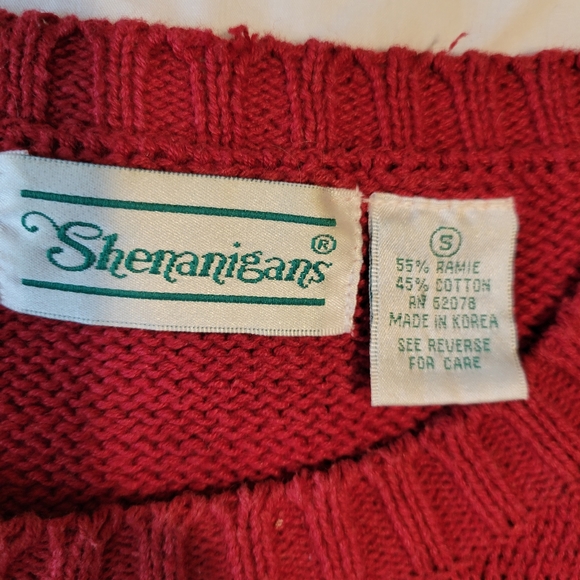 Shenanigans®
S
55% RAMIE
45% COTTON
RN 62078
MADE IN KOREA
SEE REVERSE
FOR CARE